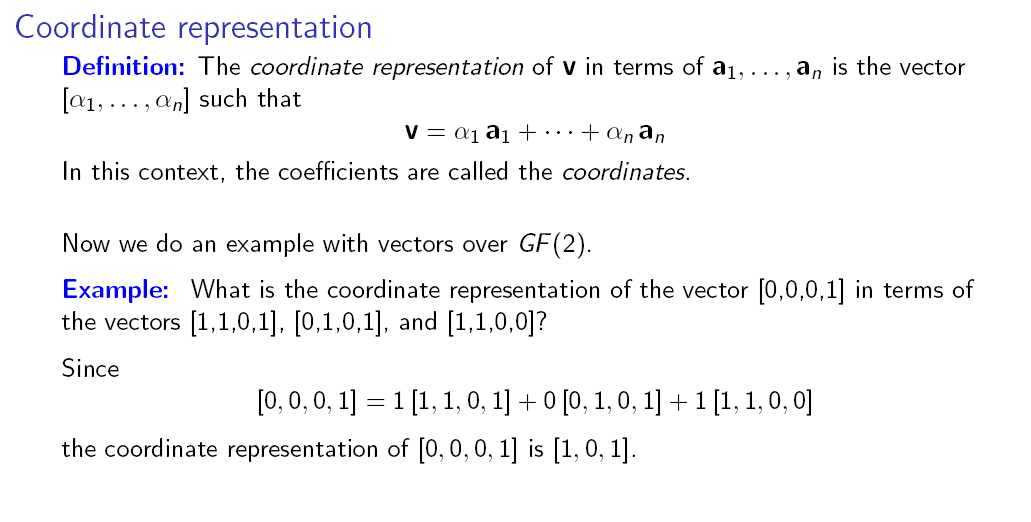 Coordinate representation
Definition: The coordinate representation of v in terms of a₁, . . . , aₙ is the vector
[α₁, . . . , αₙ] such that
v = α₁ a₁ + · · · + αₙ aₙ
In this context, the coefficients are called the coordinates.
Now we do an example with vectors over GF(2).
Example: What is the coordinate representation of the vector [0,0,0,1] in terms of
the vectors [1,1,0,1], [0,1,0,1], and [1,1,0,0]?
Since
[0, 0, 0, 1] = 1 [1, 1, 0, 1] + 0 [0, 1, 0, 1] + 1 [1, 1, 0, 0]
the coordinate representation of [0, 0, 0, 1] is [1, 0, 1].